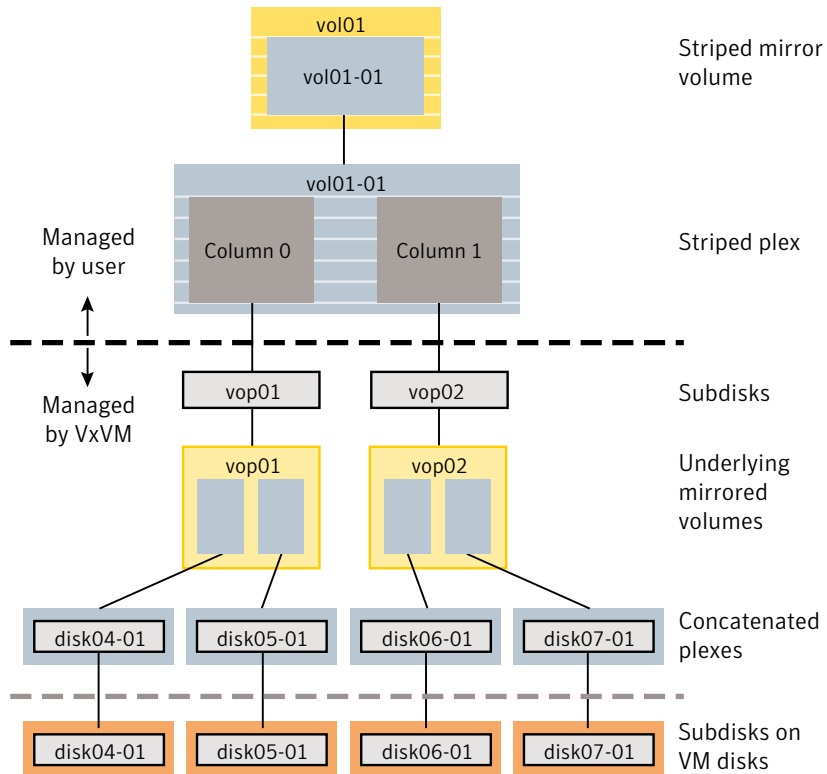 vol01
vol01-01
Striped mirror
volume
vol01-01
Column 0
Column 1
Striped plex
Managed
by user
Managed
by VxVM
vop01
vop02
Subdisks
vop01
vop02
Underlying
mirrored
volumes
disk04-01
disk05-01
disk06-01
disk07-01
Concatenated
plexes
disk04-01
disk05-01
disk06-01
disk07-01
Subdisks on
VM disks